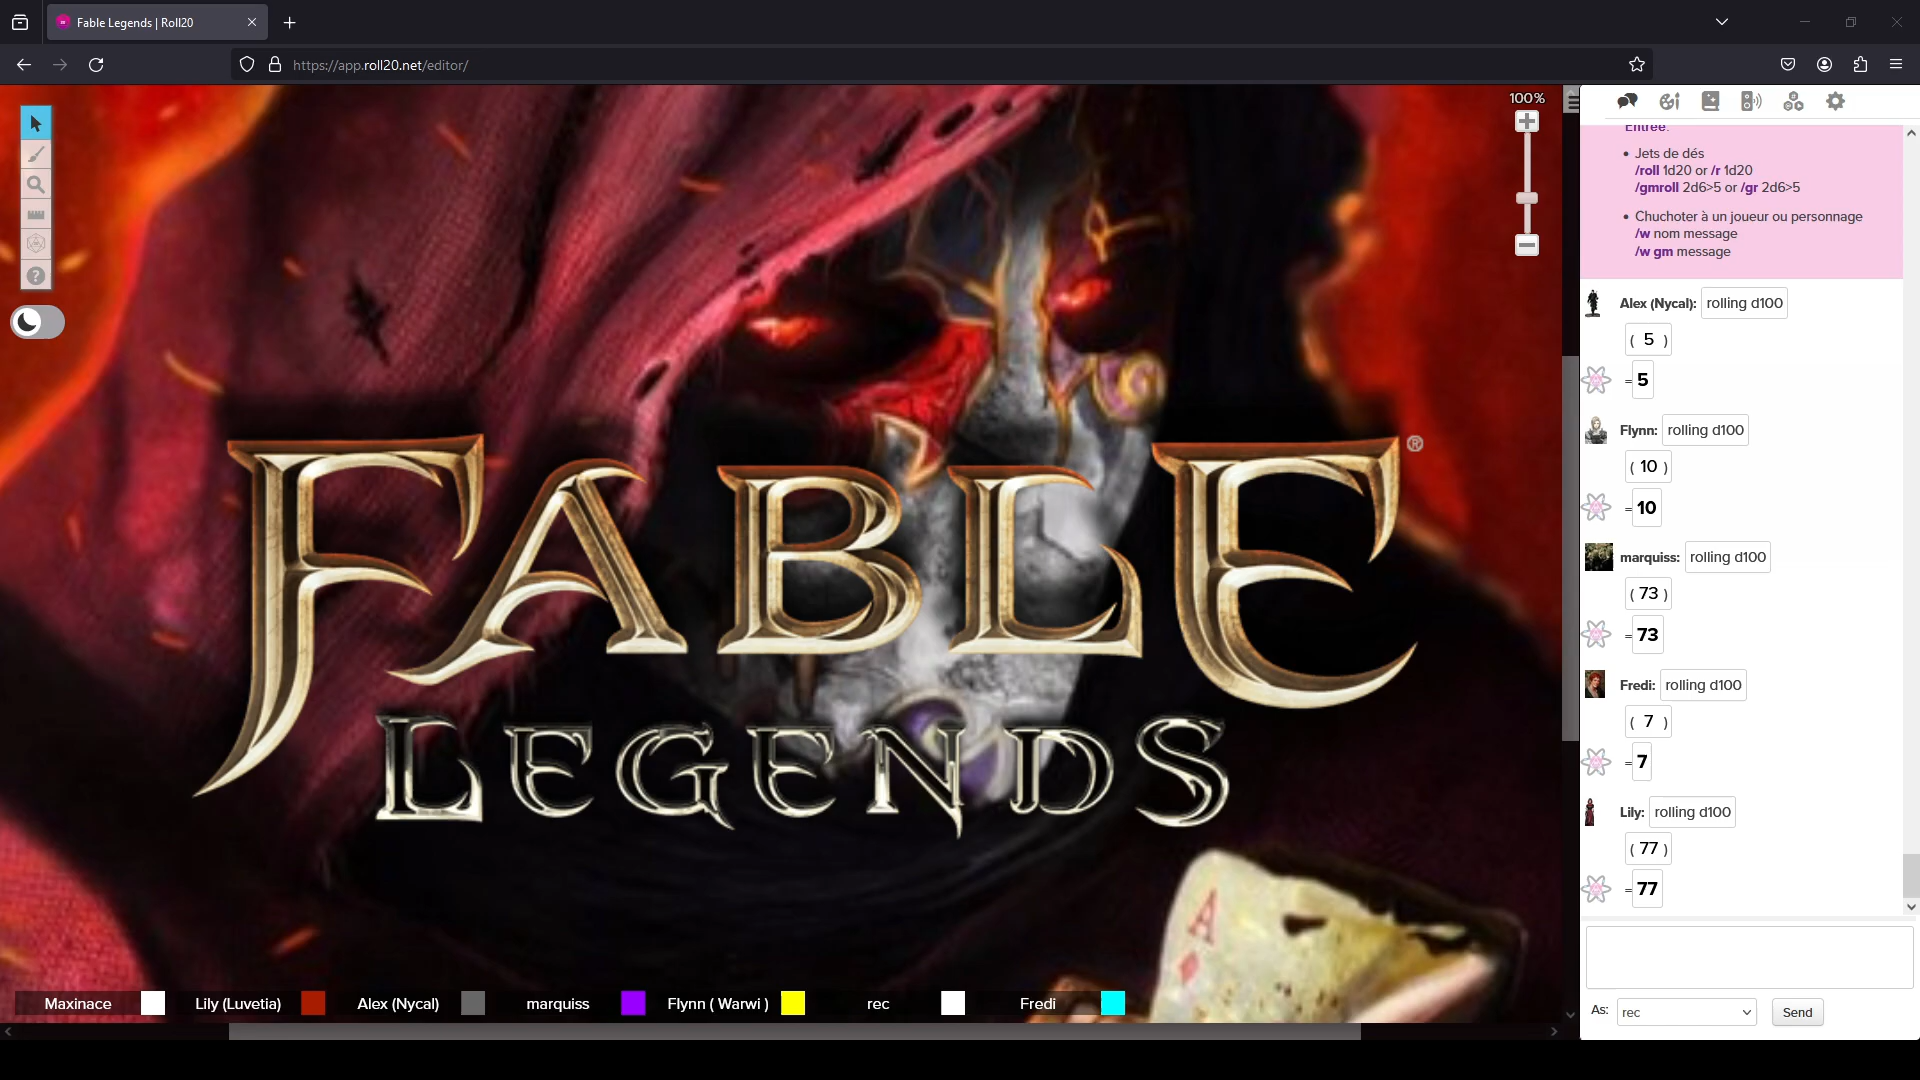 Fable Legends | Roll20
https://app.roll20.net/editor/
100%
Entrée.
• Jets de dés
/roll 1d20 or /r 1d20
/gmroll 2d6>5 or /gr 2d6>5
• Chuchoter à un joueur ou personnage
/w nom message
/w gm message
Alex (Nycal): rolling d100
( 5 )
=5
Flynn: rolling d100
( 10 )
=10
marquiss: rolling d100
( 73 )
=73
Fredi: rolling d100
( 7 )
=7
Lily: rolling d100
( 77 )
=77
As: rec Send
FABLE®
LEGENDS
A
Maxinace Lily (Luvetia) Alex (Nycal) marquiss Flynn ( Warwi ) rec Fredi